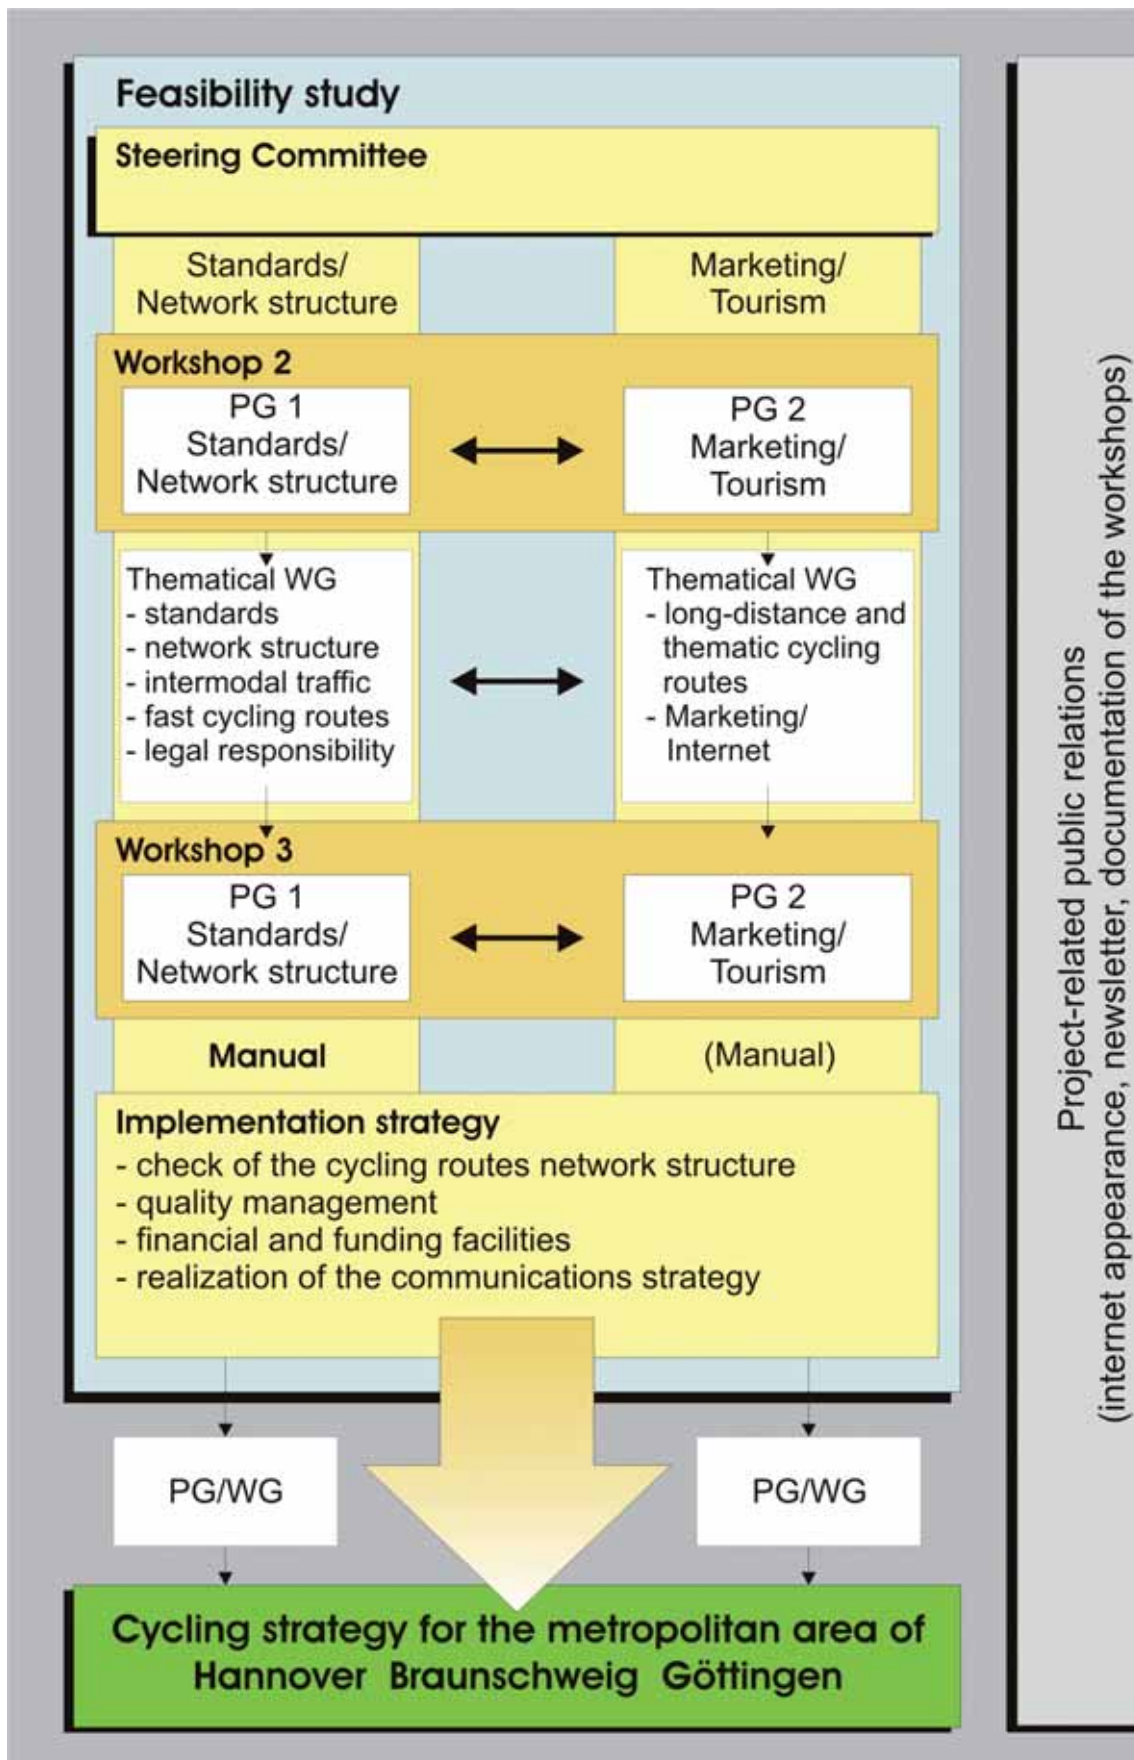 Feasibility study
Steering Committee
Standards/
Network structure
Marketing/
Tourism
Workshop 2
PG 1
Standards/
Network structure
PG 2
Marketing/
Tourism
Thematical WG
- standards
- network structure
- intermodal traffic
- fast cycling routes
- legal responsibility
Thematical WG
- long-distance and
thematic cycling
routes
- Marketing/
Internet
Workshop 3
PG 1
Standards/
Network structure
PG 2
Marketing/
Tourism
Manual
(Manual)
Implementation strategy
- check of the cycling routes network structure
- quality management
- financial and funding facilities
- realization of the communications strategy
PG/WG
PG/WG
Cycling strategy for the metropolitan area of
Hannover Braunschweig Göttingen
Project-related public relations
(internet appearance, newsletter, documentation of the workshops)